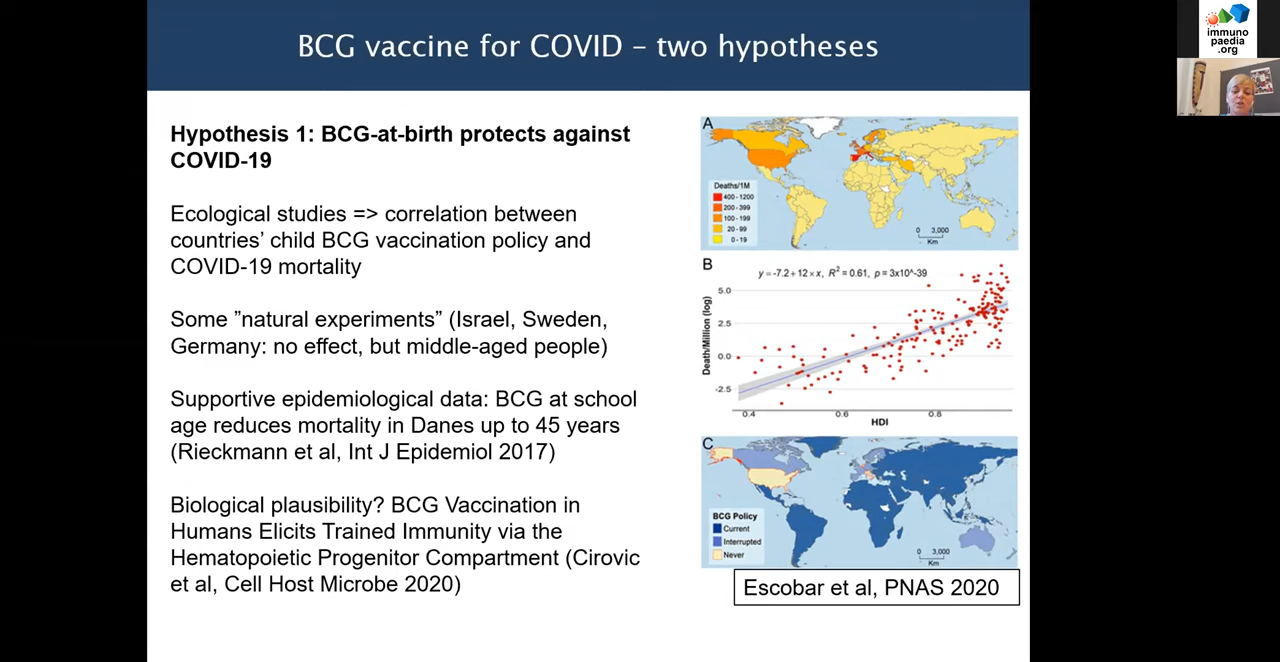 BCG vaccine for COVID – two hypotheses
immuno
paedia
.org
Hypothesis 1: BCG-at-birth protects against
COVID-19
Ecological studies => correlation between
countries' child BCG vaccination policy and
COVID-19 mortality
Some ”natural experiments” (Israel, Sweden,
Germany: no effect, but middle-aged people)
Supportive epidemiological data: BCG at school
age reduces mortality in Danes up to 45 years
(Rieckmann et al, Int J Epidemiol 2017)
Biological plausibility? BCG Vaccination in
Humans Elicits Trained Immunity via the
Hematopoietic Progenitor Compartment (Cirovic
et al, Cell Host Microbe 2020)
A
Deaths/1M
400-1200
200-399
100-199
20-99
0-19
0 3,000
Km
B
y = -7.2 + 12 × x, R² = 0.61, p = 3x10^-39
Death/Million (log)
5.0
2.5
0.0
-2.5
0.4 0.6 0.8
HDI
C
BCG Policy
Current
Interrupted
Never
0 3,000
Km
Escobar et al, PNAS 2020